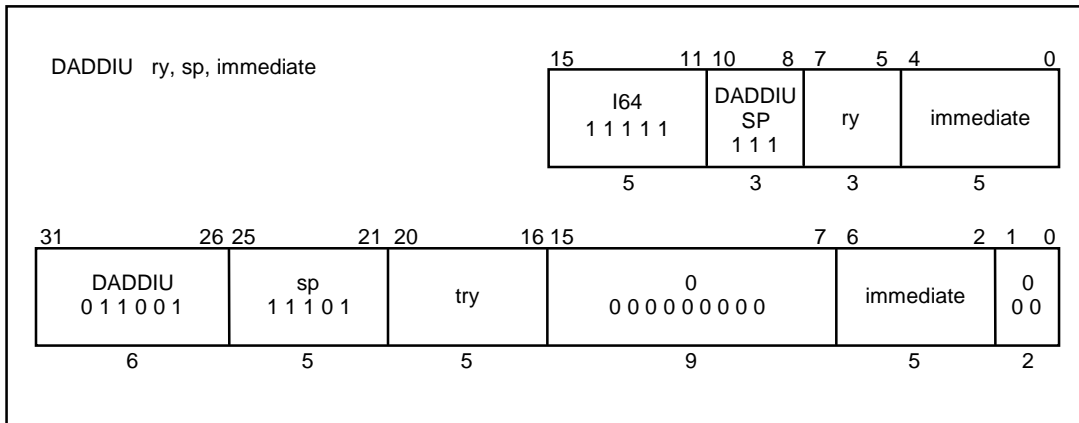 DADDIU ry, sp, immediate
15 11 10 8 7 5 4 0
I64 DADDIU ry immediate
SP
1 1 1 1 1 1 1 1
5 3 3 5
31 26 25 21 20 16 15 7 6 2 1 0
DADDIU sp try 0 immediate 0
0 1 1 0 0 1 1 1 1 0 1 0 0 0 0 0 0 0 0 0 0 0
6 5 5 9 5 2